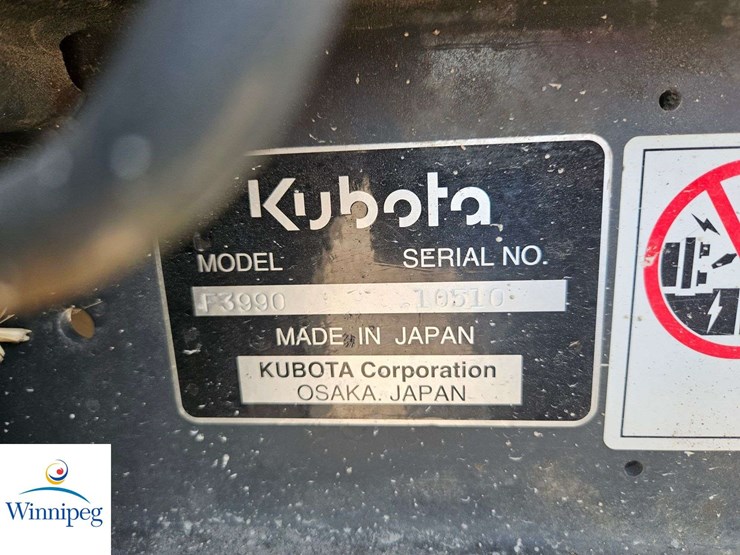 Kubota
MODEL SERIAL NO.
F3990 10510
MADE IN JAPAN
KUBOTA Corporation
OSAKA, JAPAN
Winnipeg